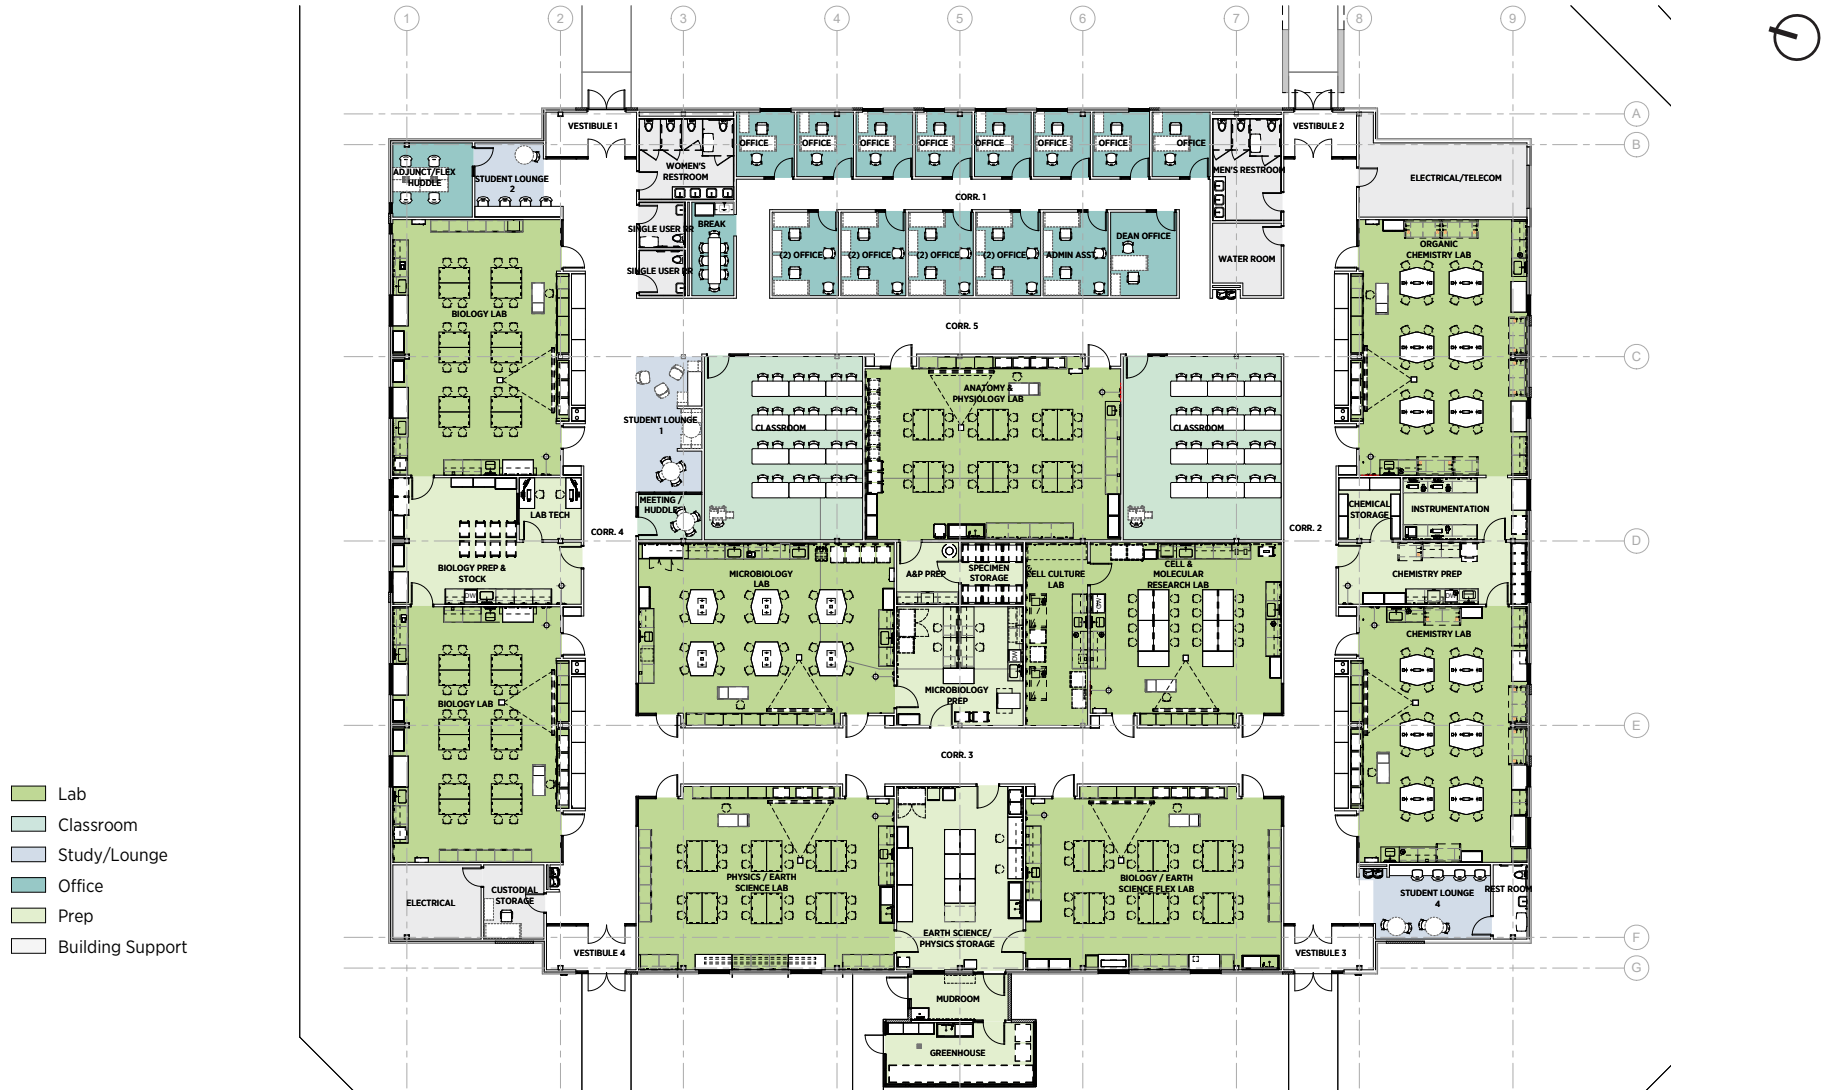 1 2 3 4 5 6 7 8 9
A
VESTIBULE 1
VESTIBULE 2
OFFICE OFFICE OFFICE OFFICE OFFICE OFFICE OFFICE OFFICE
B
WOMEN'S
RESTROOM
MEN'S RESTROOM
ADJUNCT/FLEX
HUDDLE
STUDENT LOUNGE
2
ELECTRICAL/TELECOM
CORR. 1
BREAK
SINGLE USER RR
SINGLE USER RR
(2) OFFICE (2) OFFICE (2) OFFICE (2) OFFICE ADMIN ASST.
DEAN OFFICE
WATER ROOM
ORGANIC
CHEMISTRY LAB
BIOLOGY LAB
CORR. 5
C
STUDENT LOUNGE
1
CLASSROOM
ANATOMY &
PHYSIOLOGY LAB
CLASSROOM
MEETING /
HUDDLE
LAB TECH
CORR. 4
CORR. 2
CHEMICAL
STORAGE
INSTRUMENTATION
D
BIOLOGY PREP &
STOCK
DW
MICROBIOLOGY
LAB
A&P PREP
SPECIMEN
STORAGE
CELL CULTURE
LAB
CELL &
MOLECULAR
RESEARCH LAB
CHEMISTRY PREP
DW
CHEMISTRY LAB
BIOLOGY LAB
MICROBIOLOGY
PREP
DW
E
CORR. 3
PHYSICS / EARTH
SCIENCE LAB
BIOLOGY / EARTH
SCIENCE FLEX LAB
ELECTRICAL
CUSTODIAL
STORAGE
STUDENT LOUNGE
4
REST ROOM
EARTH SCIENCE/
PHYSICS STORAGE
F
VESTIBULE 4
VESTIBULE 3
G
MUDROOM
GREENHOUSE
Lab
Classroom
Study/Lounge
Office
Prep
Building Support